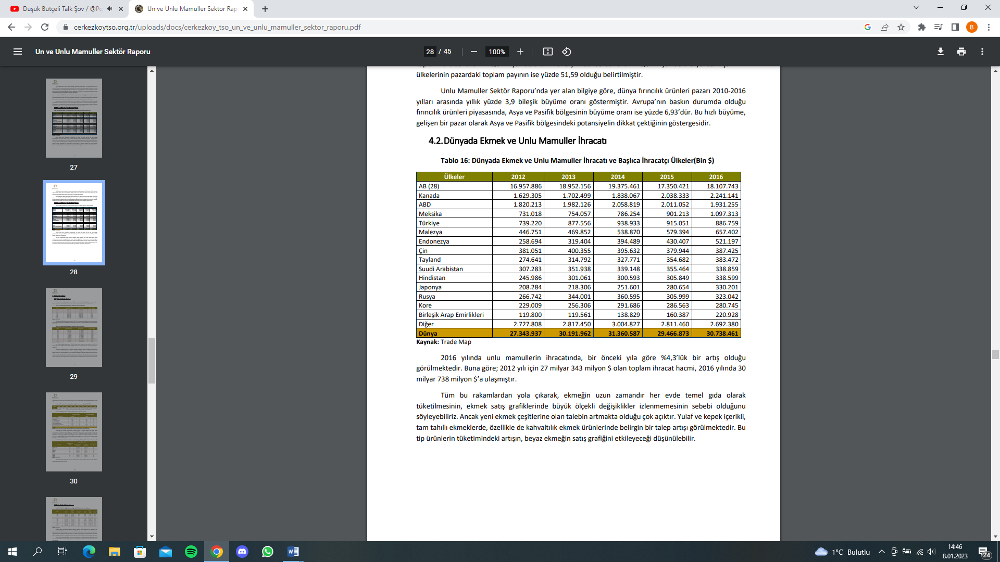 Düşük Bütçeli Talk Şov / @Po
Un ve Unlu Mamuller Sektör Rap
cerkezkoytso.org.tr/uploads/docs/cerkezkoy_tso_un_ve_unlu_mamuller_sektor_raporu.pdf
B
Un ve Unlu Mamuller Sektör Raporu
28 / 45
100%
27
28
29
30
ülkelerinin pazardaki toplam payının ise yüzde 51,59 olduğu belirtilmiştir.
Unlu Mamuller Sektör Raporu'nda yer alan bilgiye göre, dünya fırıncılık ürünleri pazarı 2010-2016
yılları arasında yıllık yüzde 3,9 bileşik büyüme oranı göstermiştir. Avrupa'nın baskın durumda olduğu
fırıncılık ürünleri piyasasında, Asya ve Pasifik bölgesinin büyüme oranı ise yüzde 6,93'dür. Bu hızlı büyüme,
gelişen bir pazar olarak Asya ve Pasifik bölgesindeki potansiyelin dikkat çektiğinin göstergesidir.
4.2. Dünyada Ekmek ve Unlu Mamuller İhracatı
Tablo 16: Dünyada Ekmek ve Unlu Mamuller İhracatı ve Başlıca İhracatçı Ülkeler(Bin $)
Ülkeler 2012 2013 2014 2015 2016
AB (28) 16.957.886 18.952.156 19.375.461 17.350.421 18.107.743
Kanada 1.629.305 1.702.499 1.838.067 2.038.333 2.241.141
ABD 1.820.213 1.982.126 2.058.819 2.011.052 1.931.255
Meksika 731.018 754.057 786.254 901.213 1.097.313
Türkiye 739.220 877.556 938.933 915.051 886.759
Malezya 446.751 469.852 538.870 579.394 657.402
Endonezya 258.694 319.404 394.489 430.407 521.197
Çin 381.051 400.355 395.632 379.944 387.425
Tayland 274.641 314.792 327.771 354.682 383.472
Suudi Arabistan 307.283 351.938 339.148 355.464 338.859
Hindistan 245.986 301.061 300.593 305.849 338.599
Japonya 208.284 218.306 251.601 280.654 330.201
Rusya 266.742 344.001 360.595 305.999 323.042
Kore 229.009 256.306 291.686 286.563 280.745
Birleşik Arap Emirlikleri 119.800 119.561 138.829 160.387 220.928
Diğer 2.727.808 2.817.450 3.004.827 2.811.460 2.692.380
Dünya 27.343.937 30.191.962 31.360.587 29.466.873 30.738.461
Kaynak: Trade Map
2016 yılında unlu mamullerin ihracatında, bir önceki yıla göre %4,3'lük bir artış olduğu
görülmektedir. Buna göre; 2012 yılı için 27 milyar 343 milyon $ olan toplam ihracat hacmi, 2016 yılında 30
milyar 738 milyon $'a ulaşmıştır.
Tüm bu rakamlardan yola çıkarak, ekmeğin uzun zamandır her evde temel gıda olarak
tüketilmesinin, ekmek satış grafiklerinde büyük ölçekli değişiklikler izlenmemesinin sebebi olduğunu
söyleyebiliriz. Ancak yeni ekmek çeşitlerine olan talebin artmakta olduğu çok açıktır. Yulaf ve kepek içerikli,
tam tahıllı ekmeklerde, özellikle de kahvaltılık ekmek ürünlerinde belirgin bir talep artışı görülmektedir. Bu
tip ürünlerin tüketimindeki artışın, beyaz ekmeğin satış grafiğini etkileyeceği düşünülebilir.
1°C Bulutlu
14:46
8.01.2023
24